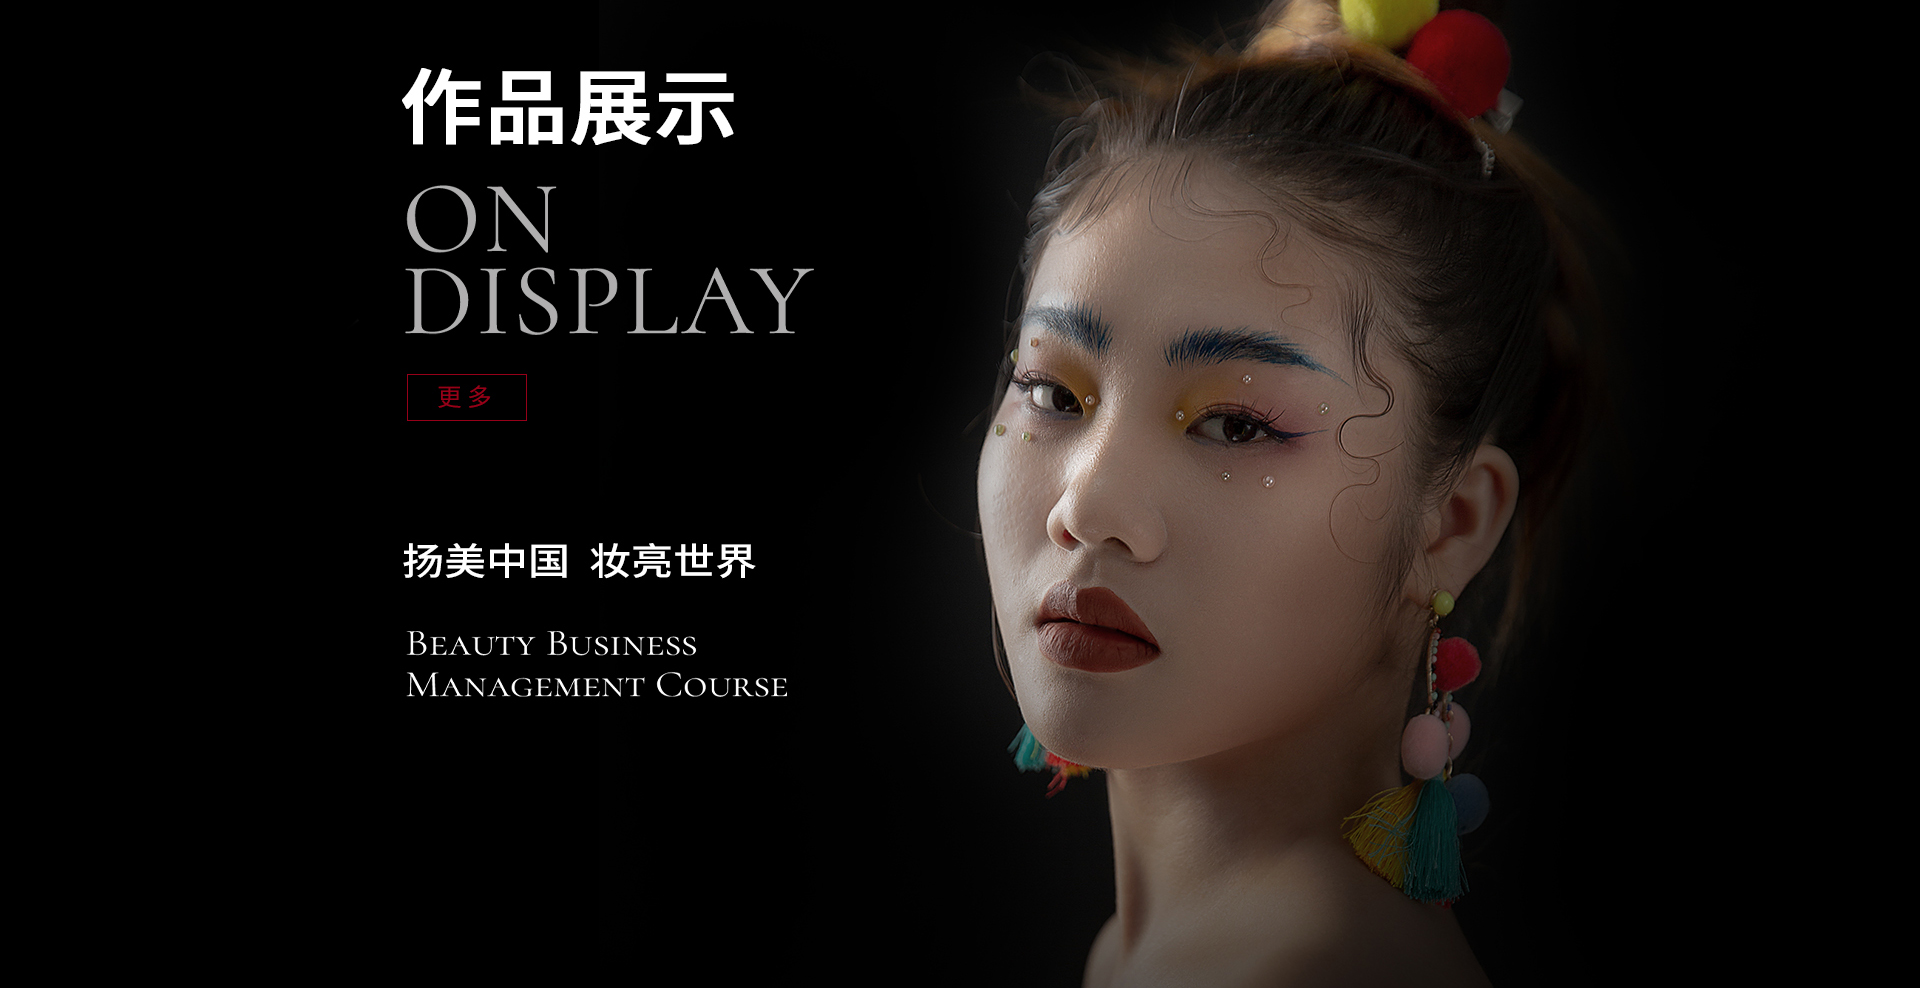 作品展示
ON
DISPLAY
更多
扬美中国 妆亮世界
Beauty Business
Management Course